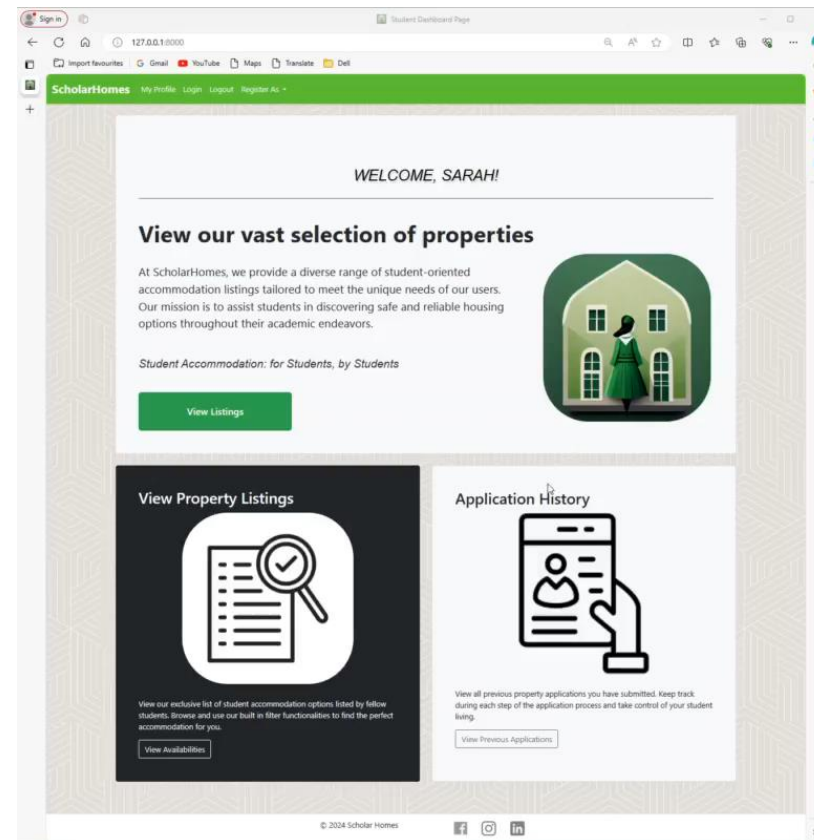 Sign in
Student Dashboard Page
127.0.0.1:8000
Import favourites Gmail YouTube Maps Translate Dell
ScholarHomes My Profile Login Logout Register As
WELCOME, SARAH!
View our vast selection of properties
At ScholarHomes, we provide a diverse range of student-oriented
accommodation listings tailored to meet the unique needs of our users.
Our mission is to assist students in discovering safe and reliable housing
options throughout their academic endeavors.
Student Accommodation: for Students, by Students
View Listings
View Property Listings
View our exclusive list of student accommodation options listed by fellow
students. Browse and use our built in filter functionalities to find the perfect
accommodation for you.
View Availabilities
Application History
View all previous property applications you have submitted. Keep track
during each step of the application process and take control of your student
living.
View Previous Applications
© 2024 Scholar Homes